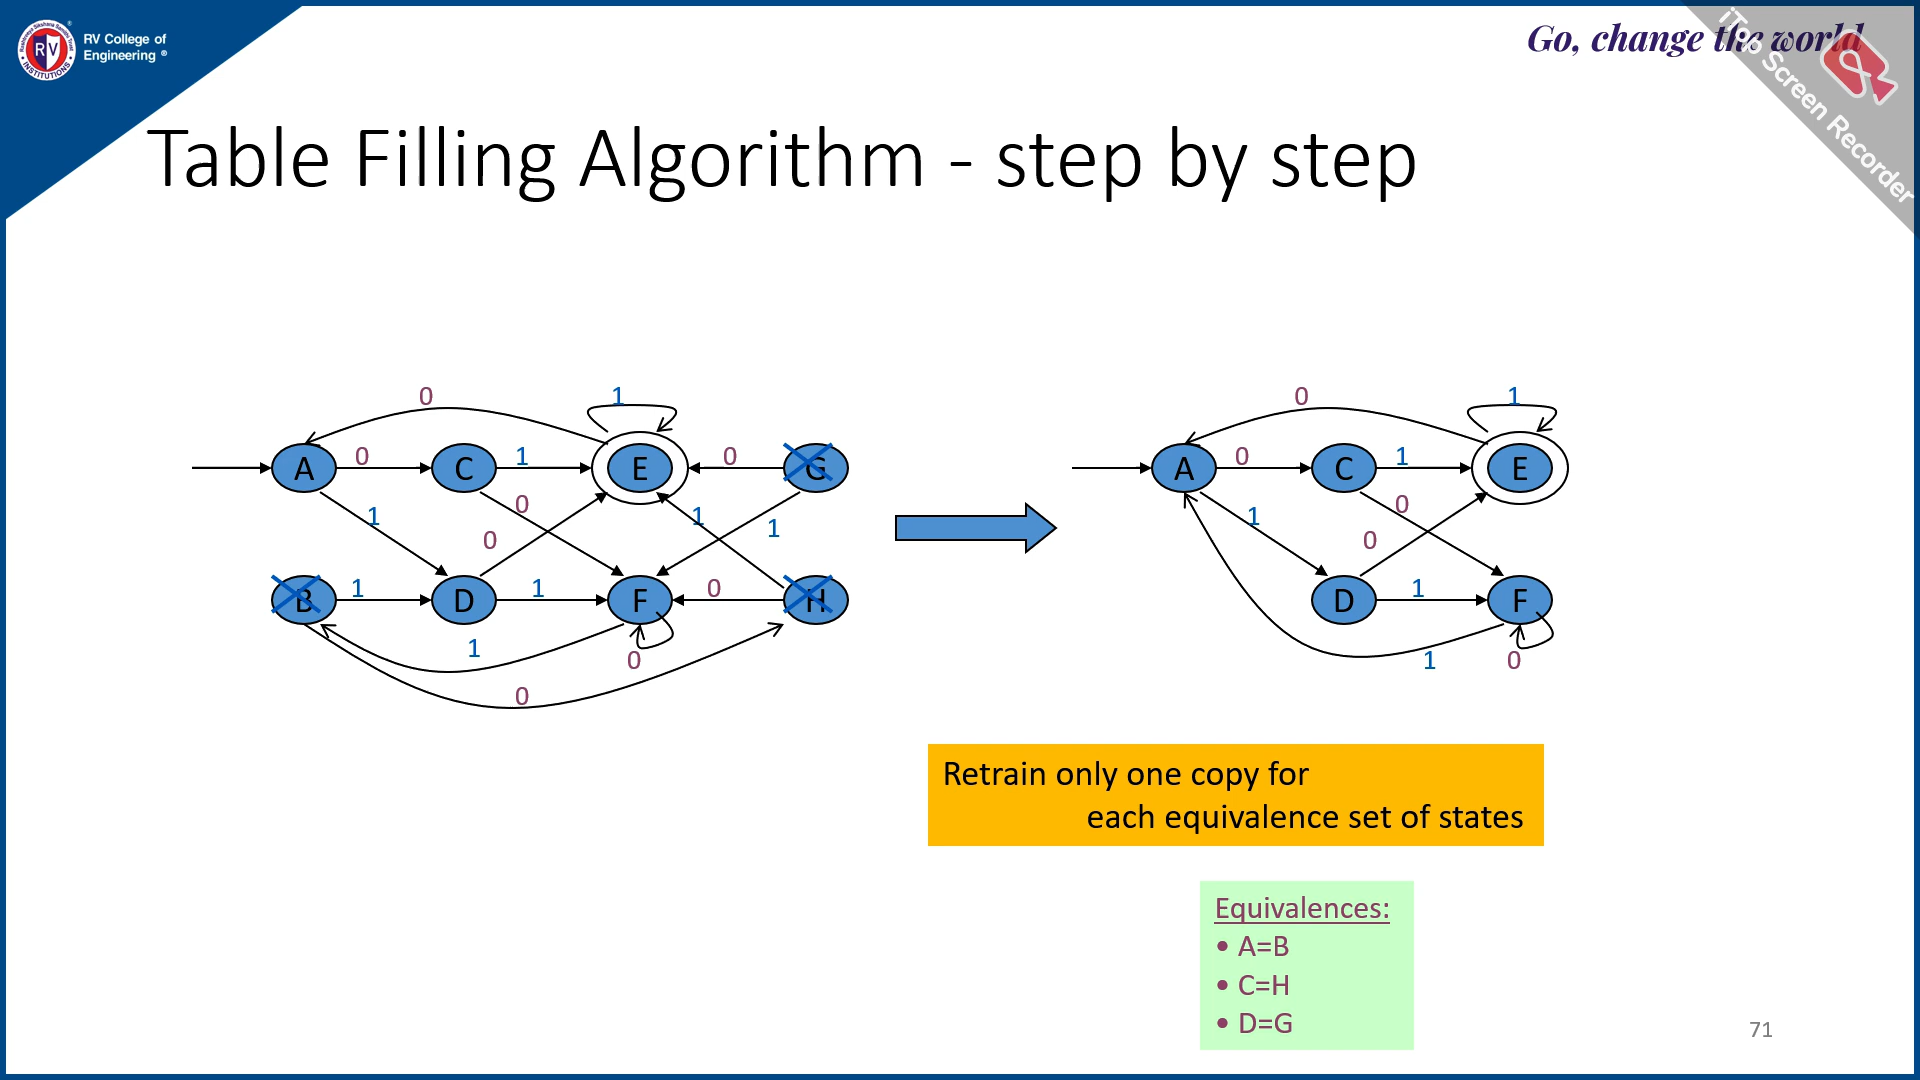 RV College of
Engineering ®
RV
INSTITUTIONS
Go, change the world
iTop Screen Recorder
Table Filling Algorithm - step by step
0 1 0 1
A 0 C 1 E 0 G A 0 C 1 E
1 0 0 1 1 1 0 0
B 1 D 1 F 0 H D 1 F
1 0 1 0
0
Retrain only one copy for
each equivalence set of states
Equivalences:
• A=B
• C=H
• D=G
71